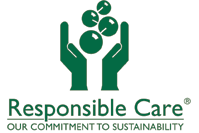 Responsible Care®
OUR COMMITMENT TO SUSTAINABILITY